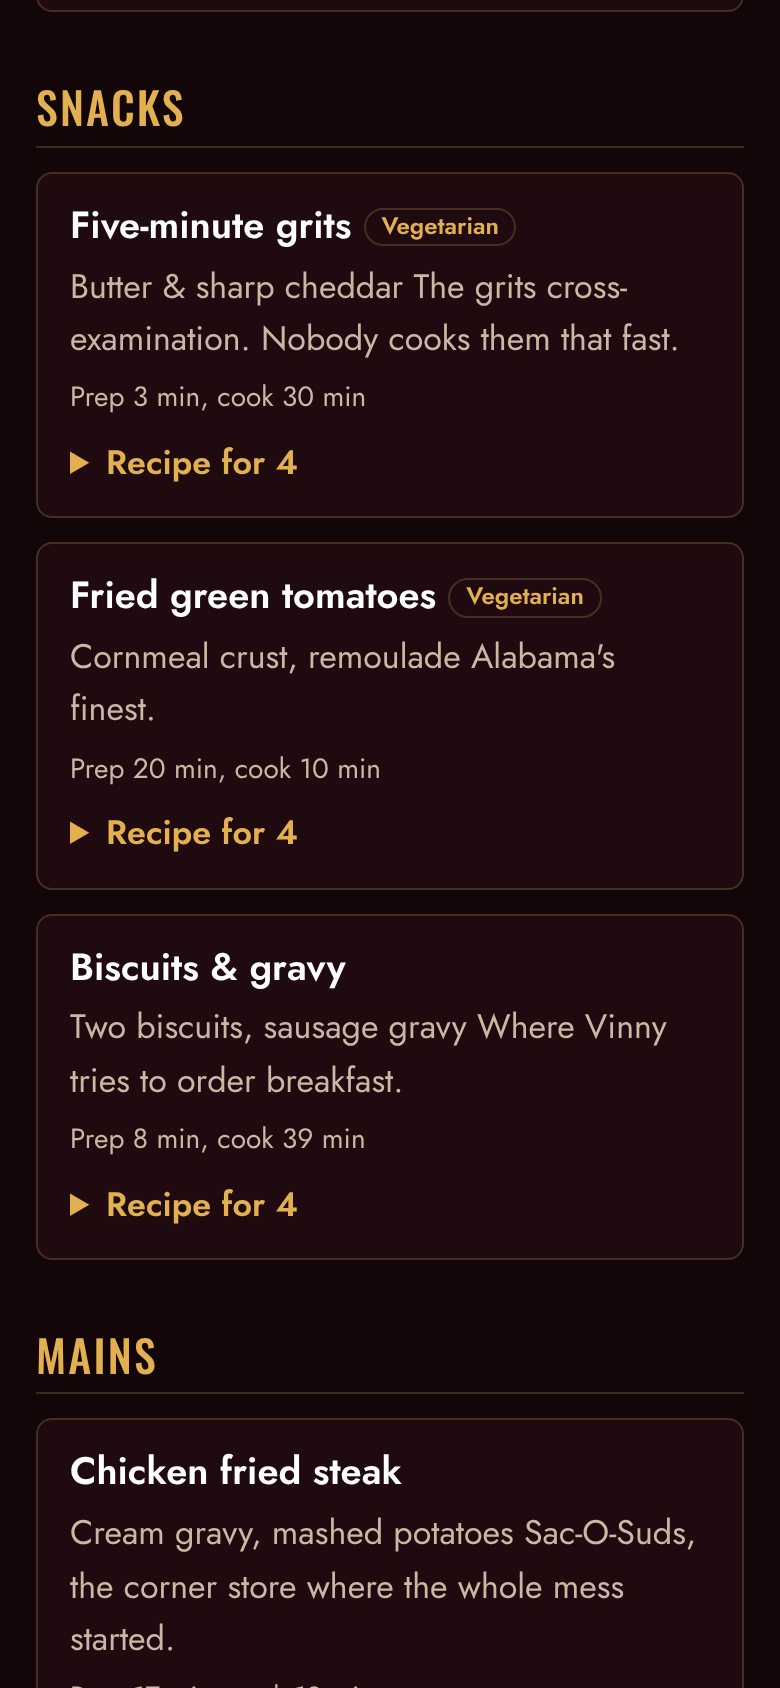 SNACKS
Five-minute grits Vegetarian
Butter & sharp cheddar The grits cross-
examination. Nobody cooks them that fast.
Prep 3 min, cook 30 min
Recipe for 4
Fried green tomatoes Vegetarian
Cornmeal crust, remoulade Alabama's
finest.
Prep 20 min, cook 10 min
Recipe for 4
Biscuits & gravy
Two biscuits, sausage gravy Where Vinny
tries to order breakfast.
Prep 8 min, cook 39 min
Recipe for 4
MAINS
Chicken fried steak
Cream gravy, mashed potatoes Sac-O-Suds,
the corner store where the whole mess
started.